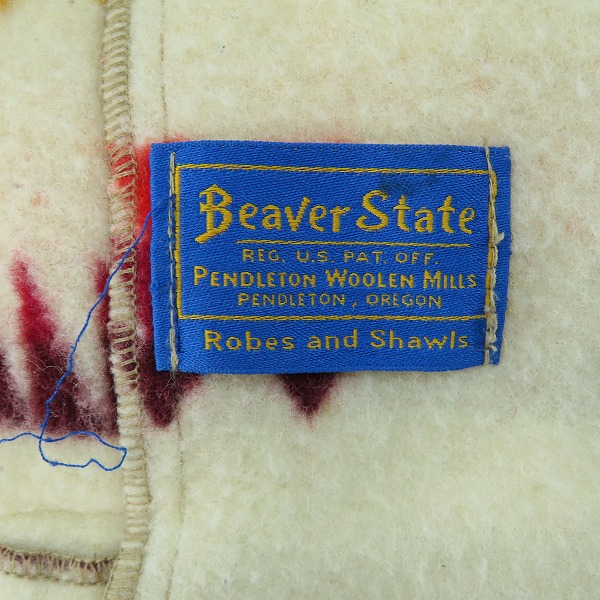 Beaver State
REG. U.S. PAT. OFF.
PENDLETON WOOLEN MILLS
PENDLETON, OREGON
Robes and Shawls